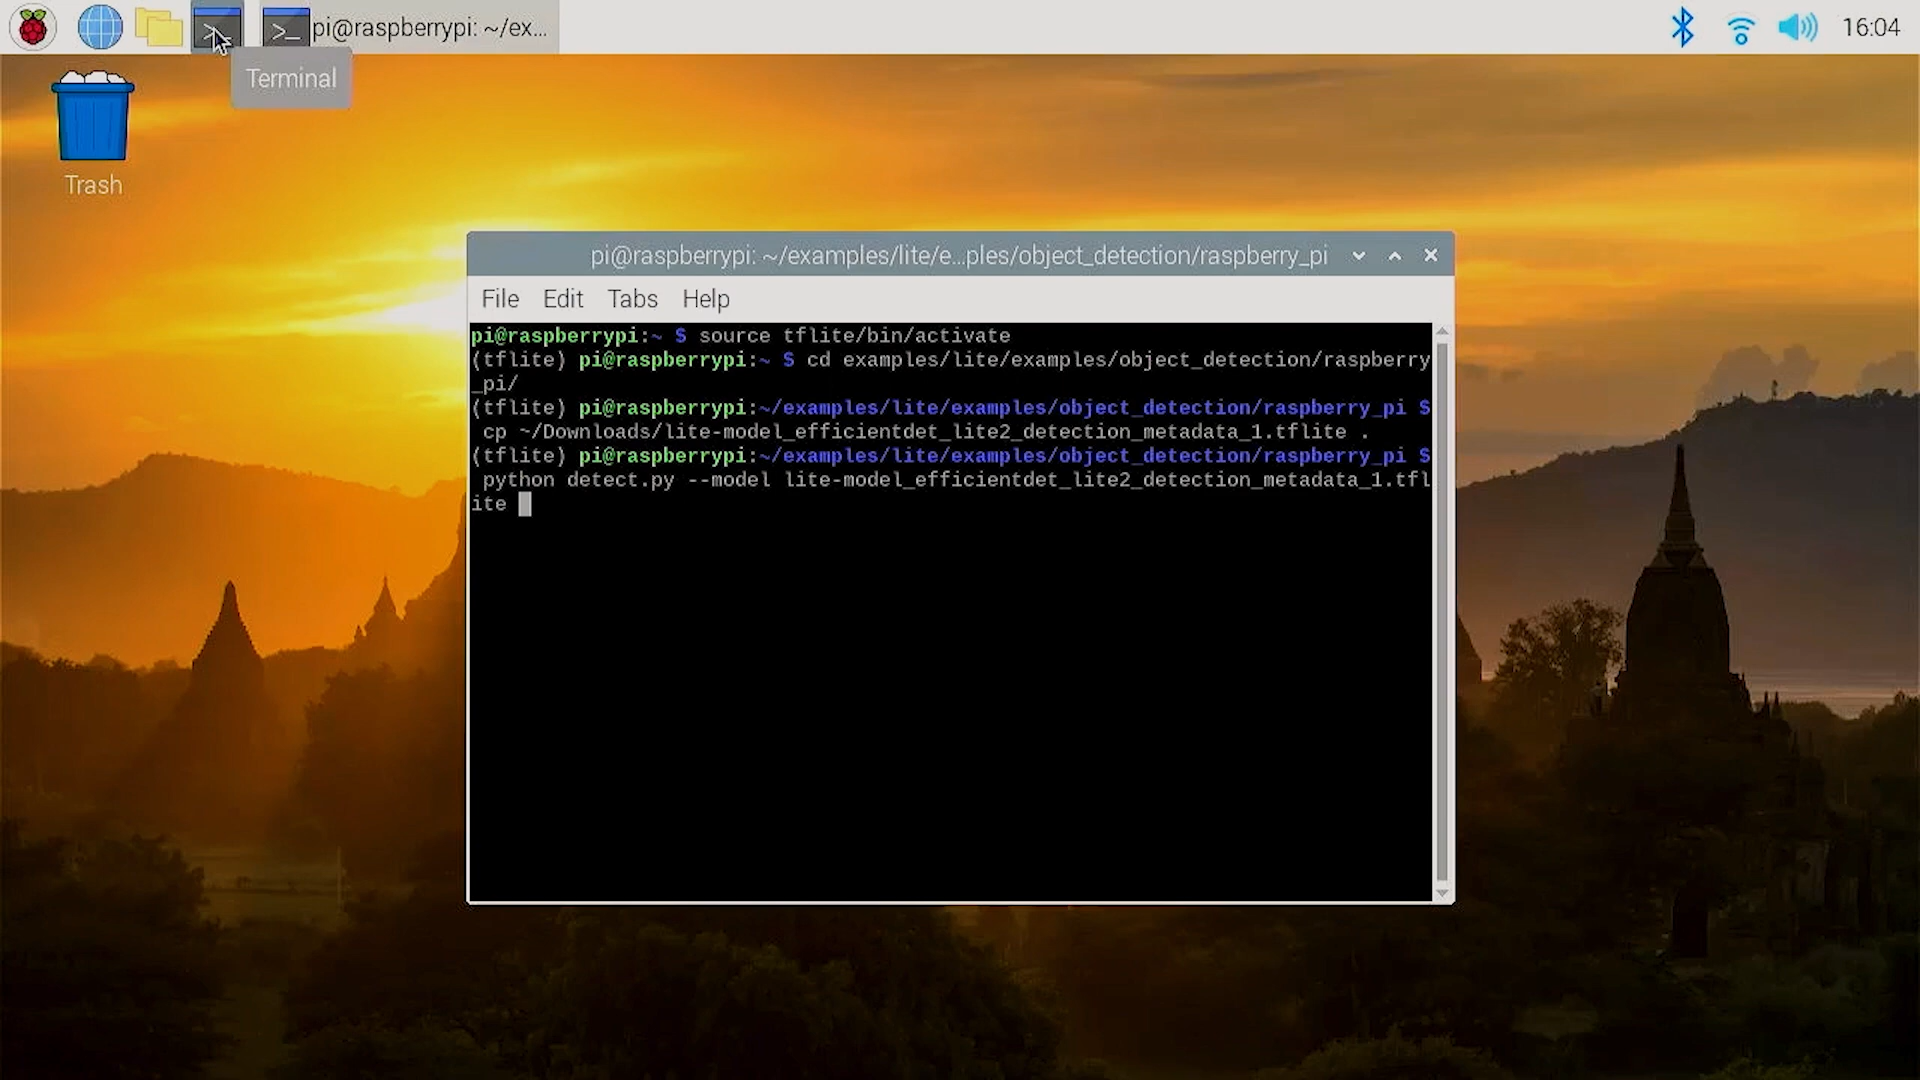 pi@raspberrypi: ~/ex...
16:04
Terminal
Trash
pi@raspberrypi: ~/examples/lite/e...ples/object_detection/raspberry_pi
File Edit Tabs Help
pi@raspberrypi:~ $ source tflite/bin/activate
(tflite) pi@raspberrypi:~ $ cd examples/lite/examples/object_detection/raspberry
_pi/
(tflite) pi@raspberrypi:~/examples/lite/examples/object_detection/raspberry_pi $
cp ~/Downloads/lite-model_efficientdet_lite2_detection_metadata_1.tflite .
(tflite) pi@raspberrypi:~/examples/lite/examples/object_detection/raspberry_pi $
python detect.py --model lite-model_efficientdet_lite2_detection_metadata_1.tfl
ite